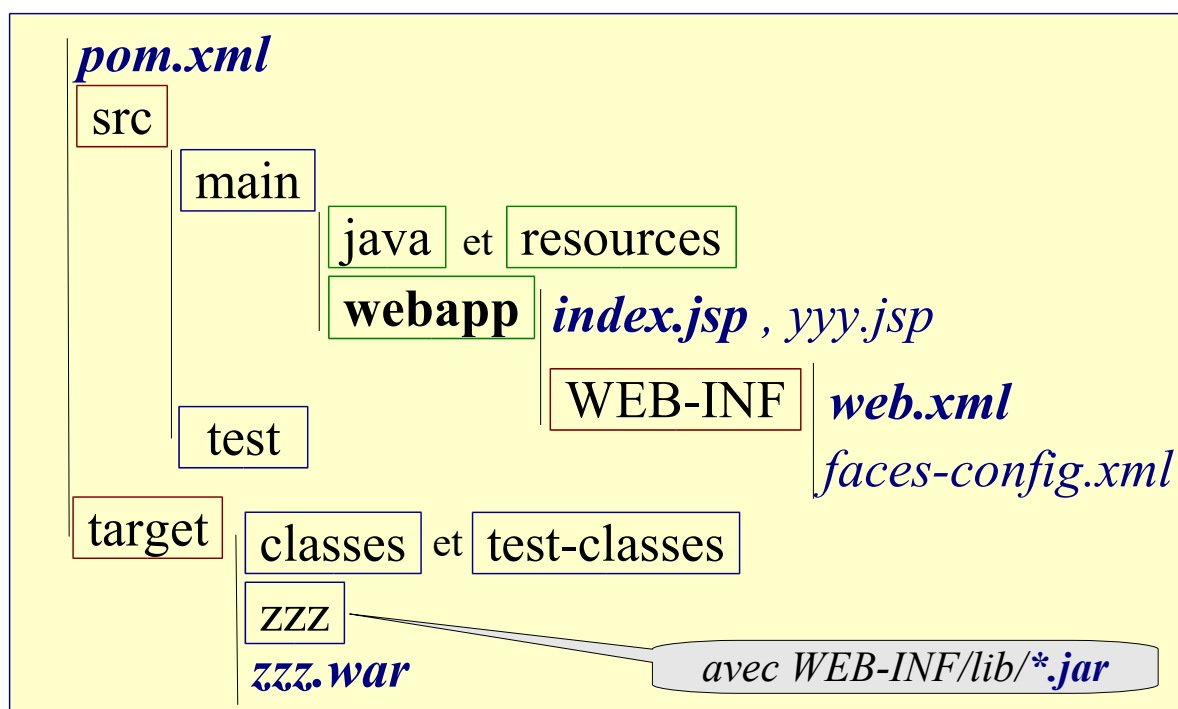 pom.xml
src
main
java et resources
webapp index.jsp , yyy.jsp
WEB-INF web.xml
test
faces-config.xml
target
classes et test-classes
zzz
avec WEB-INF/lib/*.jar
zzz.war